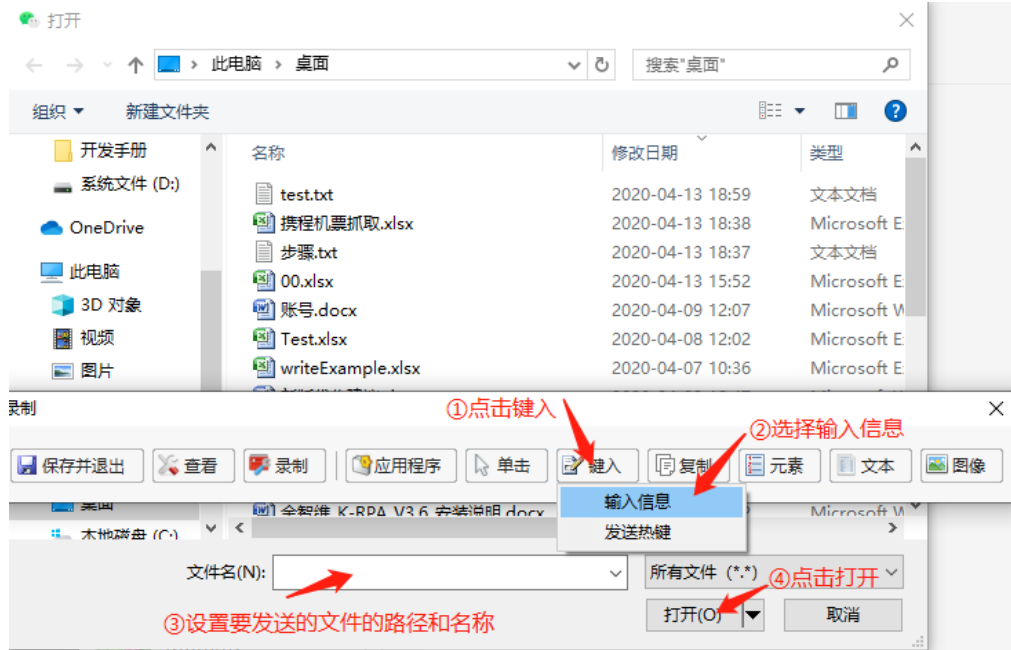 打开
此电脑 › 桌面
搜索"桌面"
组织
新建文件夹
名称
修改日期
类型
开发手册
系统文件 (D:)
OneDrive
此电脑
3D 对象
视频
图片
test.txt 2020-04-13 18:59 文本文档
携程机票抓取.xlsx 2020-04-13 18:38 Microsoft E
步骤.txt 2020-04-13 18:37 文本文档
00.xlsx 2020-04-13 15:52 Microsoft E
账号.docx 2020-04-09 12:07 Microsoft W
Test.xlsx 2020-04-08 12:02 Microsoft E
writeExample.xlsx 2020-04-07 10:36 Microsoft E
录制
①点击键入
②选择输入信息
保存并退出
查看
录制
应用程序
单击
键入
复制
元素
文本
图像
输入信息
发送热键
桌面
金智维 K-RPA V3.6 安装说明.docx
Microsoft W
本地磁盘 (C:)
文件名(N):
所有文件 (*.*)
④点击打开
③设置要发送的文件的路径和名称
打开(O)
取消